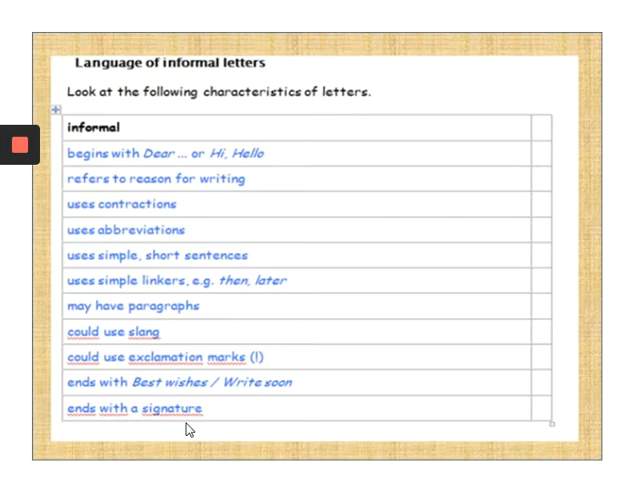 Language of informal letters
Look at the following characteristics of letters.
informal
begins with Dear ... or Hi, Hello
refers to reason for writing
uses contractions
uses abbreviations
uses simple, short sentences
uses simple linkers, e.g. then, later
may have paragraphs
could use slang
could use exclamation marks (!)
ends with Best wishes / Write soon
ends with a signature